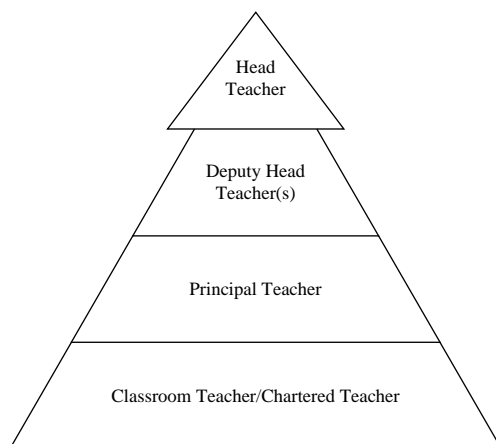 Head
Teacher
Deputy Head
Teacher(s)
Principal Teacher
Classroom Teacher/Chartered Teacher